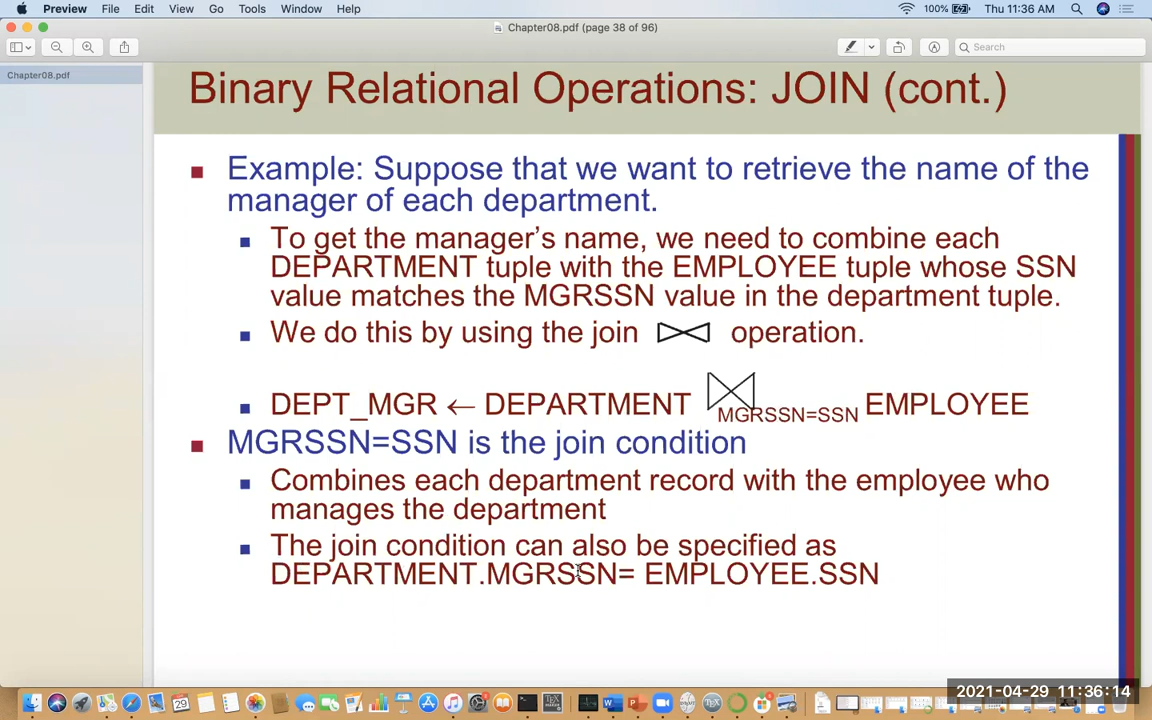 Preview File Edit View Go Tools Window Help 100% Thu 11:36 AM
Chapter08.pdf (page 38 of 96)
Search
Chapter08.pdf
Binary Relational Operations: JOIN (cont.)
Example: Suppose that we want to retrieve the name of the
manager of each department.
To get the manager’s name, we need to combine each
DEPARTMENT tuple with the EMPLOYEE tuple whose SSN
value matches the MGRSSN value in the department tuple.
We do this by using the join ⋈ operation.
DEPT_MGR ← DEPARTMENT ⋈ MGRSSN=SSN EMPLOYEE
MGRSSN=SSN is the join condition
Combines each department record with the employee who
manages the department
The join condition can also be specified as
DEPARTMENT.MGRSSN= EMPLOYEE.SSN
2021-04-29 11:36:14